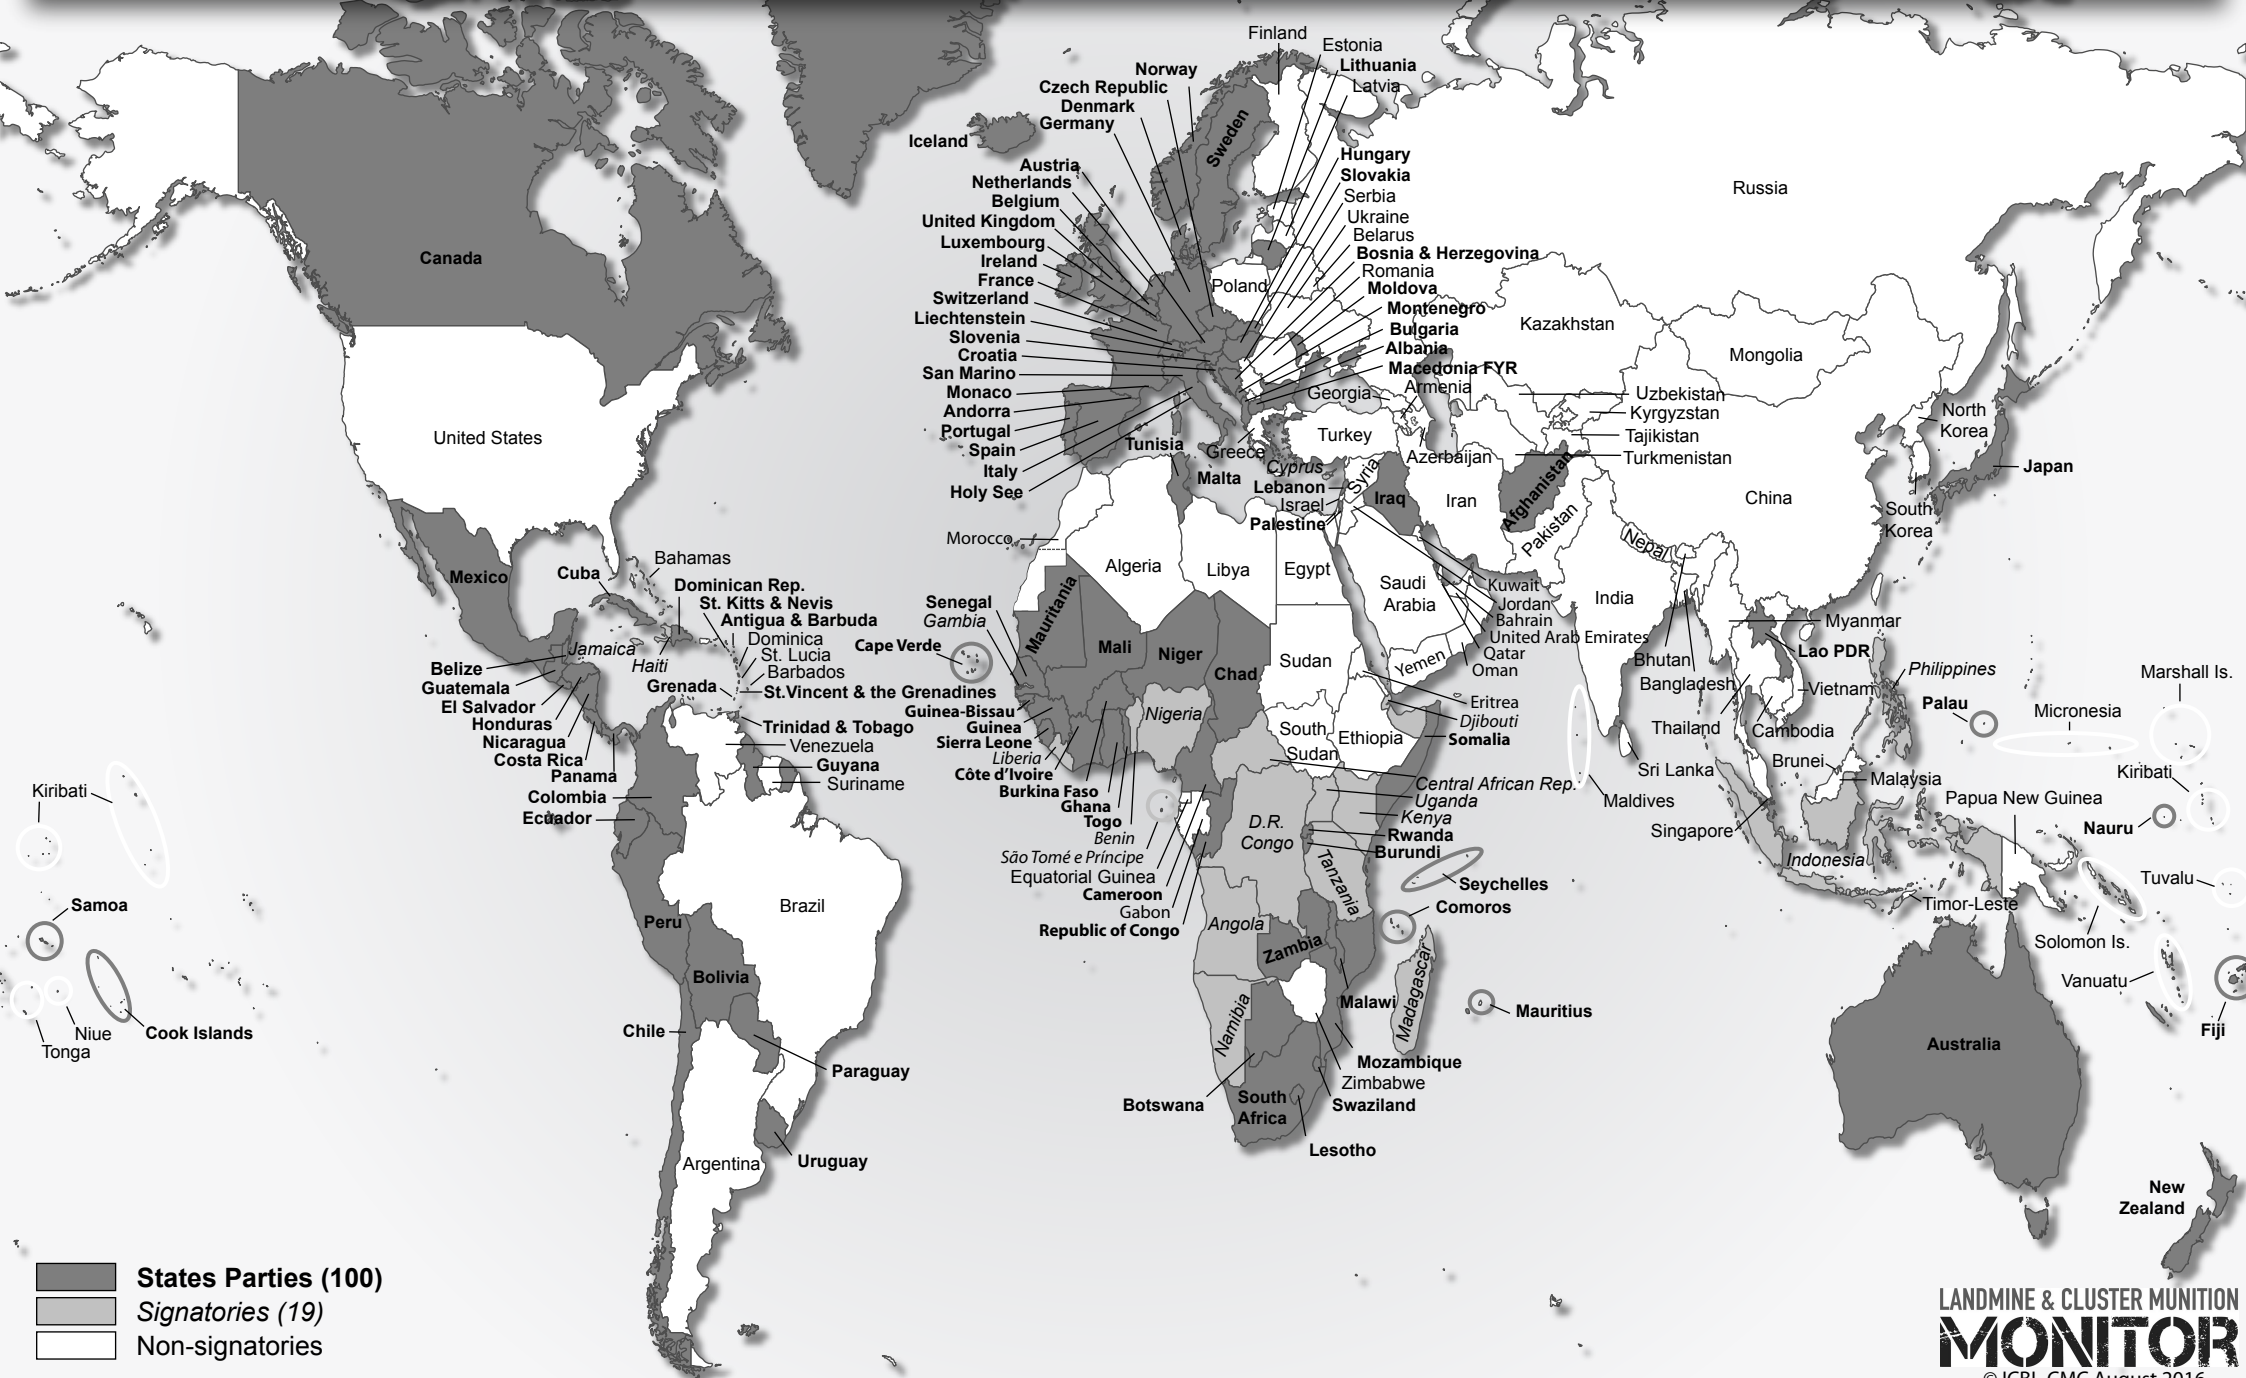 Finland
Estonia
Lithuania
Latvia
Norway
Czech Republic
Denmark
Germany
Iceland
Sweden
Austria
Netherlands
Belgium
United Kingdom
Luxembourg
Ireland
France
Switzerland
Liechtenstein
Slovenia
Croatia
San Marino
Monaco
Andorra
Portugal
Spain
Italy
Holy See
Hungary
Slovakia
Serbia
Ukraine
Belarus
Bosnia & Herzegovina
Romania
Moldova
Montenegro
Bulgaria
Albania
Macedonia FYR
Armenia
Georgia
Poland
Russia
Kazakhstan
Mongolia
Uzbekistan
Kyrgyzstan
Tajikistan
Turkmenistan
Turkey
Azerbaijan
Greece
Cyprus
Tunisia
Malta
Lebanon
Israel
Palestine
Syria
Iraq
Iran
Afghanistan
Pakistan
Nepal
China
North
Korea
South
Korea
Japan
Canada
United States
Mexico
Cuba
Bahamas
Dominican Rep.
St. Kitts & Nevis
Antigua & Barbuda
Dominica
St. Lucia
Barbados
St.Vincent & the Grenadines
Jamaica
Haiti
Grenada
Trinidad & Tobago
Venezuela
Guyana
Suriname
Belize
Guatemala
El Salvador
Honduras
Nicaragua
Costa Rica
Panama
Colombia
Ecuador
Peru
Brazil
Bolivia
Chile
Paraguay
Uruguay
Argentina
Kiribati
Samoa
Cook Islands
Niue
Tonga
Morocco
Algeria
Libya
Egypt
Saudi
Arabia
Kuwait
Jordan
Bahrain
United Arab Emirates
Qatar
Oman
Yemen
Senegal
Gambia
Cape Verde
Mauritania
Mali
Niger
Chad
Sudan
Nigeria
South
Sudan
Ethiopia
Eritrea
Djibouti
Somalia
Guinea-Bissau
Guinea
Sierra Leone
Liberia
Côte d'Ivoire
Burkina Faso
Ghana
Togo
Benin
São Tomé e Príncipe
Equatorial Guinea
Cameroon
Gabon
Republic of Congo
Central African Rep.
Uganda
Kenya
Rwanda
Burundi
D.R.
Congo
Tanzania
Seychelles
Comoros
Angola
Zambia
Malawi
Madagascar
Mauritius
Namibia
Mozambique
Zimbabwe
Botswana
South
Africa
Swaziland
Lesotho
India
Bhutan
Bangladesh
Myanmar
Lao PDR
Thailand
Vietnam
Cambodia
Sri Lanka
Maldives
Philippines
Brunei
Malaysia
Singapore
Indonesia
Papua New Guinea
Timor-Leste
Palau
Micronesia
Marshall Is.
Kiribati
Nauru
Tuvalu
Solomon Is.
Vanuatu
Fiji
Australia
New
Zealand
States Parties (100)
Signatories (19)
Non-signatories
LANDMINE & CLUSTER MUNITION
MONITOR
© ICBL-CMC August 2016